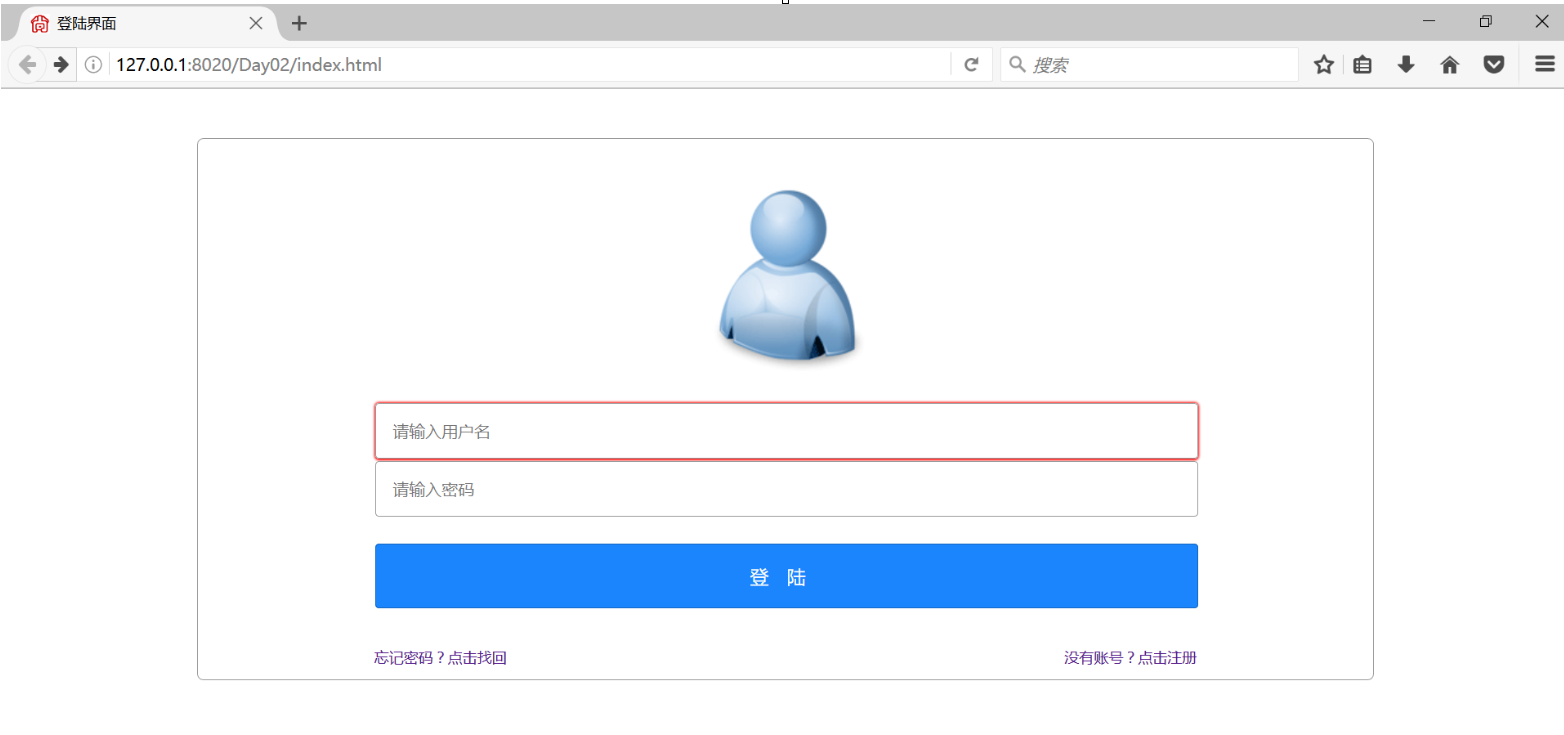 登陆界面
127.0.0.1:8020/Day02/index.html
搜索
请输入用户名
请输入密码
登 陆
忘记密码？点击找回
没有账号？点击注册